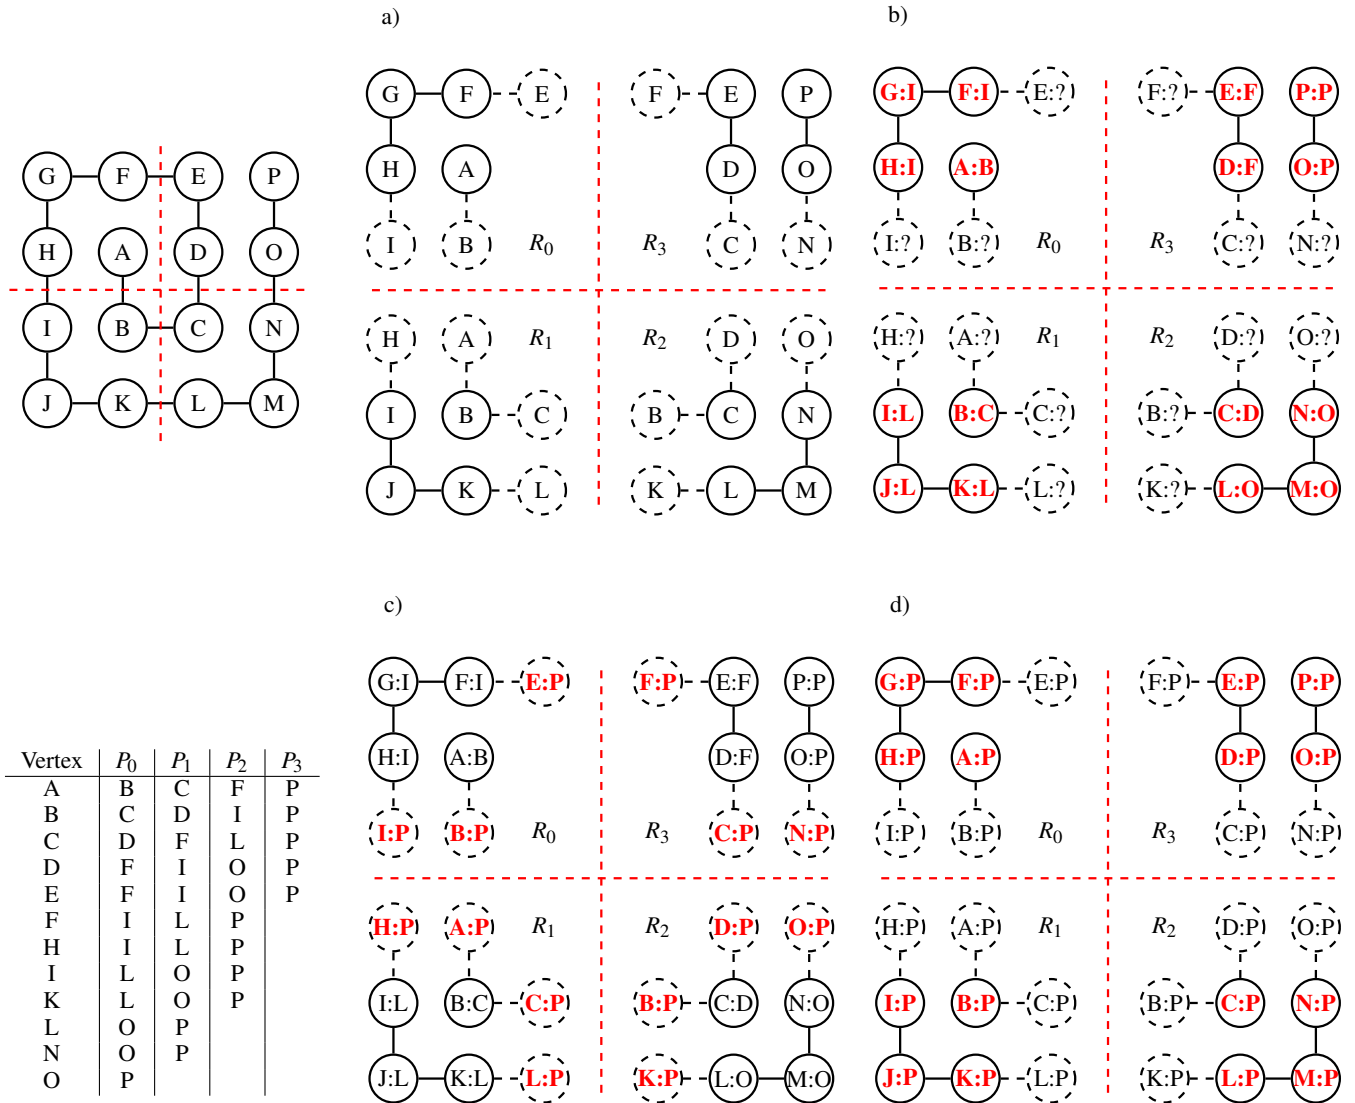 a)
b)
G F E
F E P
G:I F:I E:?
F:? E:F P:P
G F E P
H A
D O
H:I A:B
D:F O:P
H A D O
I B R0
R3 C N
I:? B:? R0
R3 C:? N:?
I B C N
H A R1
R2 D O
H:? A:? R1
R2 D:? O:?
J K L M
I B C
B C N
I:L B:C C:?
B:? C:D N:O
J K L
K L M
J:L K:L L:?
K:? L:O M:O
c)
d)
G:I F:I E:P
F:P E:F P:P
G:P F:P E:P
F:P E:P P:P
H:I A:B
D:F O:P
H:P A:P
D:P O:P
I:P B:P R0
R3 C:P N:P
I:P B:P R0
R3 C:P N:P
H:P A:P R1
R2 D:P O:P
H:P A:P R1
R2 D:P O:P
I:L B:C C:P
B:P C:D N:O
I:P B:P C:P
B:P C:P N:P
J:L K:L L:P
K:P L:O M:O
J:P K:P L:P
K:P L:P M:P
Vertex P0 P1 P2 P3
A B C F P
B C D I P
C D F L P
D F I O P
E F I O P
F I L P
H I L P
I L O P
K L O P
L O P
N O P
O P